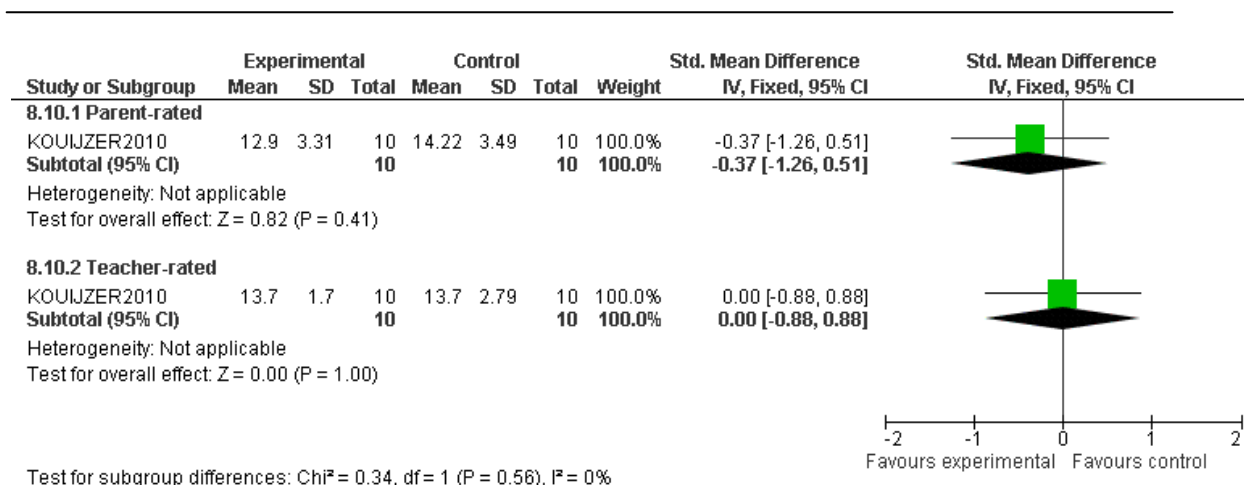 Experimental Control Std. Mean Difference Std. Mean Difference
Study or Subgroup Mean SD Total Mean SD Total Weight IV, Fixed, 95% CI IV, Fixed, 95% CI
8.10.1 Parent-rated
KOUIJZER2010 12.9 3.31 10 14.22 3.49 10 100.0% -0.37 [-1.26, 0.51]
Subtotal (95% CI) 10 10 100.0% -0.37 [-1.26, 0.51]
Heterogeneity: Not applicable
Test for overall effect: Z = 0.82 (P = 0.41)
8.10.2 Teacher-rated
KOUIJZER2010 13.7 1.7 10 13.7 2.79 10 100.0% 0.00 [-0.88, 0.88]
Subtotal (95% CI) 10 10 100.0% 0.00 [-0.88, 0.88]
Heterogeneity: Not applicable
Test for overall effect: Z = 0.00 (P = 1.00)
-2 -1 0 1 2
Favours experimental Favours control
Test for subgroup differences: Chi² = 0.34, df = 1 (P = 0.56), I² = 0%